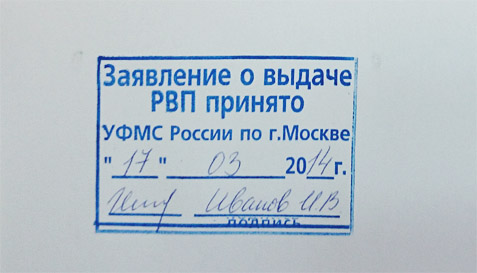 Заявление о выдаче
РВП принято
УФМС России по г.Москве
"17" 03 2014г.
Иванов И В
подпись